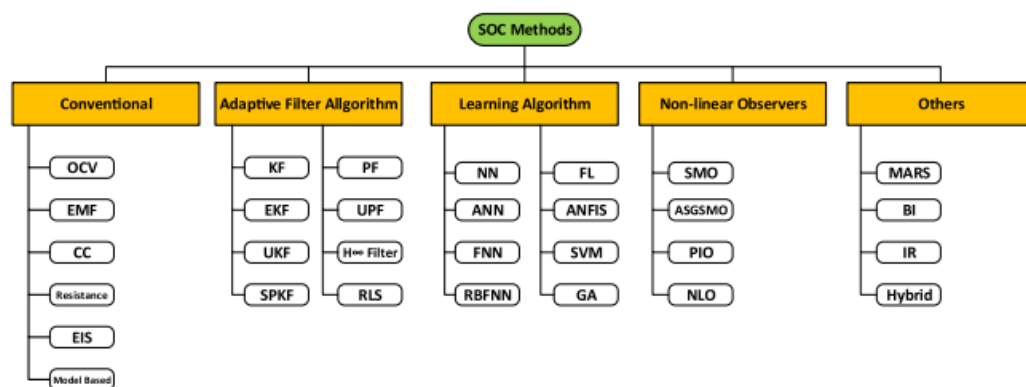 SOC Methods
Conventional
Adaptive Filter Allgorithm
Learning Algorithm
Non-linear Observers
Others
OCV
EMF
CC
Resistance
EIS
Model Based
KF
EKF
UKF
SPKF
PF
UPF
H∞ Filter
RLS
NN
ANN
FNN
RBFNN
FL
ANFIS
SVM
GA
SMO
ASGSMO
PIO
NLO
MARS
BI
IR
Hybrid